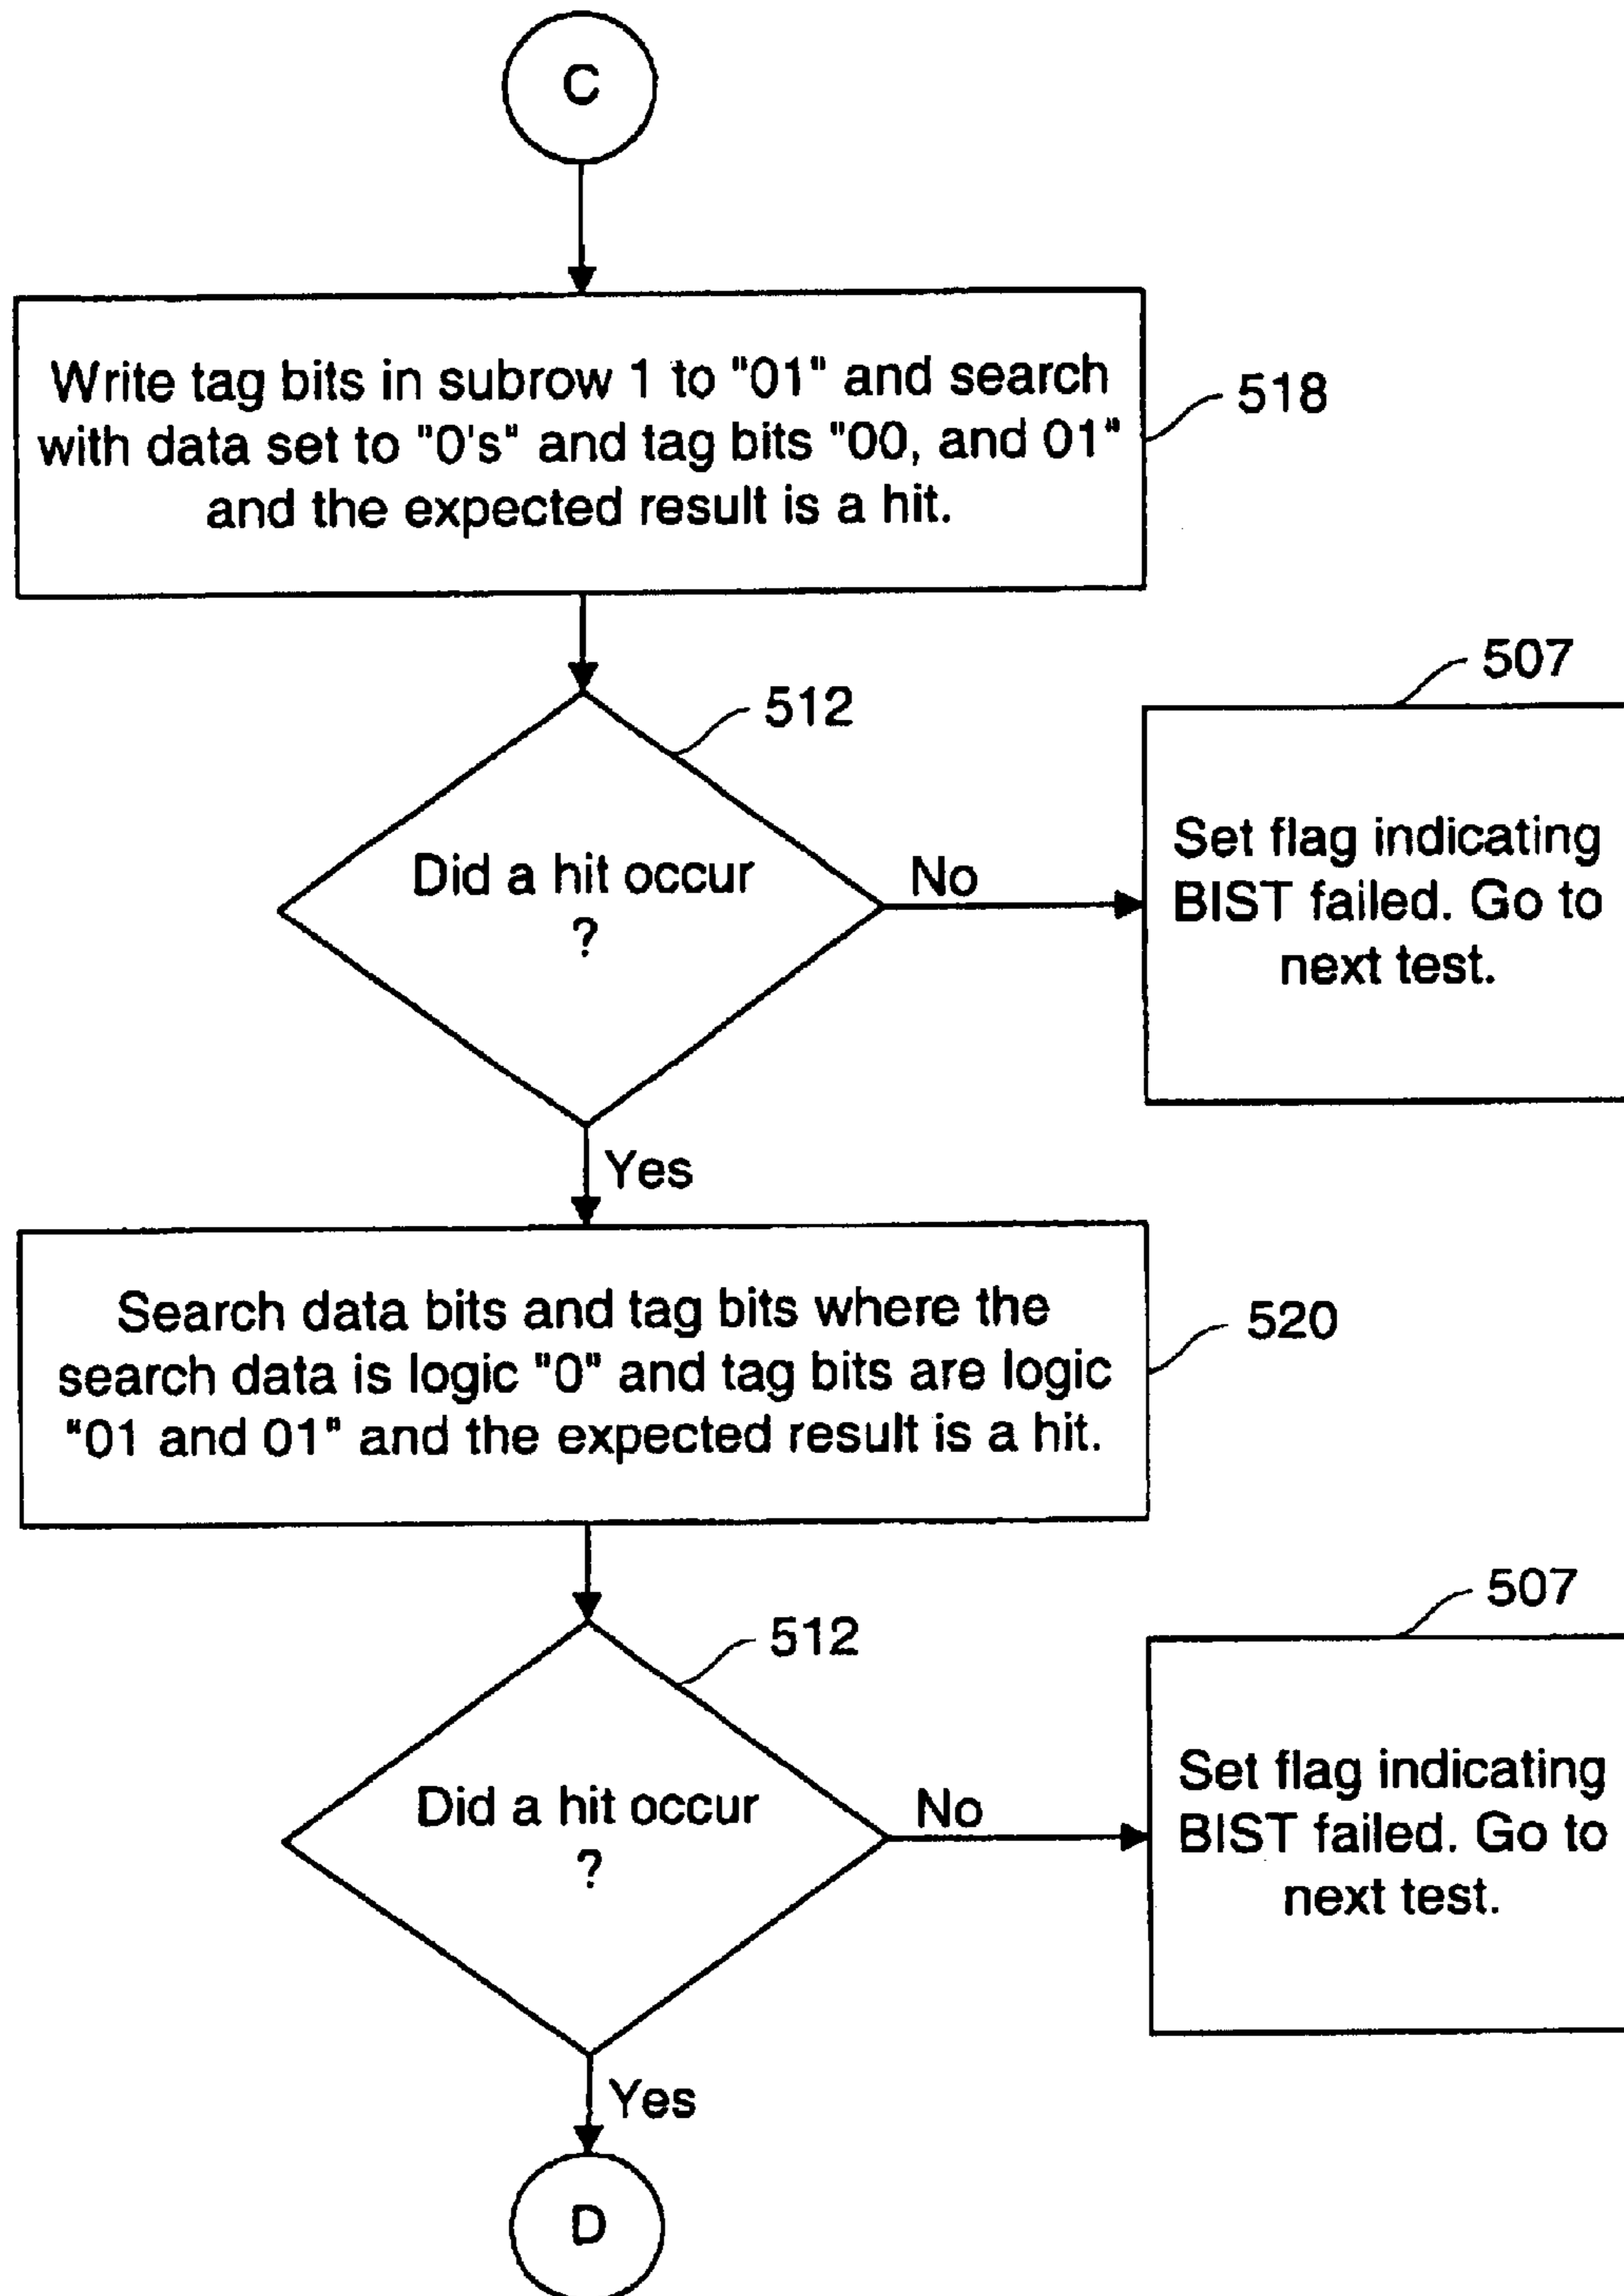 C
Write tag bits in subrow 1 to "01" and search
with data set to "0's" and tag bits "00, and 01"
and the expected result is a hit.
518
507
512
Did a hit occur
?
No
Set flag indicating
BIST failed. Go to
next test.
Yes
Search data bits and tag bits where the
search data is logic "0" and tag bits are logic
"01 and 01" and the expected result is a hit.
520
507
512
Did a hit occur
?
No
Set flag indicating
BIST failed. Go to
next test.
Yes
D